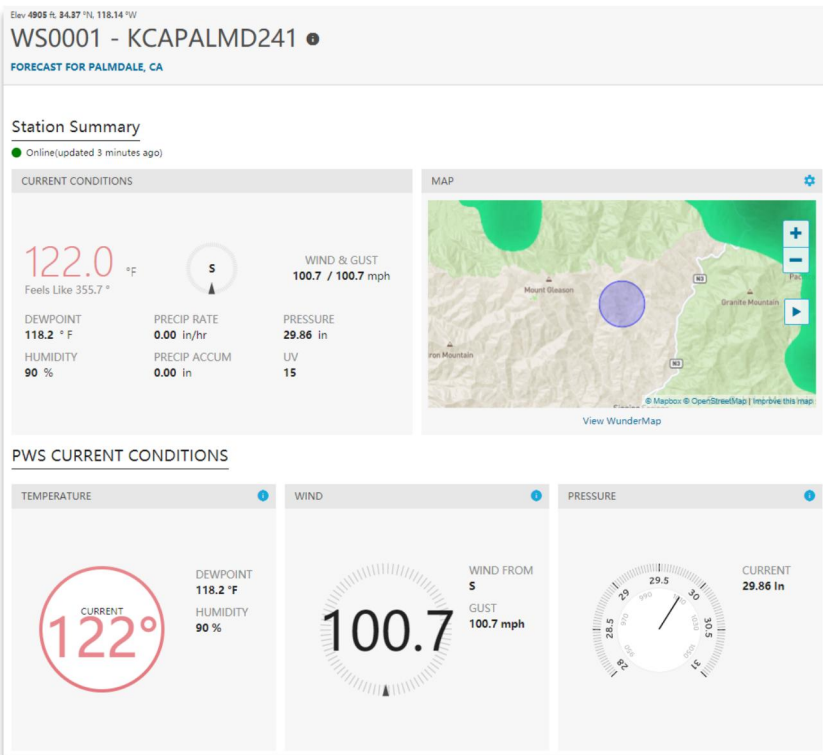 Elev 4905 ft, 34.37 °N, 118.14 °W
WS0001 - KCAPALMD241
FORECAST FOR PALMDALE, CA
Station Summary
Online(updated 3 minutes ago)
CURRENT CONDITIONS
122.0 °F
Feels Like 355.7 °
S
WIND & GUST
100.7 / 100.7 mph
DEWPOINT
118.2 ° F
PRECIP RATE
0.00 in/hr
PRESSURE
29.86 in
HUMIDITY
90 %
PRECIP ACCUM
0.00 in
UV
15
MAP
+
−
Mount Gleason
N3
Pac
Granite Mountain
ron Mountain
N3
© Mapbox © OpenStreetMap | Improve this map
View WunderMap
PWS CURRENT CONDITIONS
TEMPERATURE
CURRENT
122°
DEWPOINT
118.2 °F
HUMIDITY
90 %
WIND
100.7
WIND FROM
S
GUST
100.7 mph
PRESSURE
28
28.5
29
29.5
30
30.5
31
970
990
1030
1050
CURRENT
29.86 In